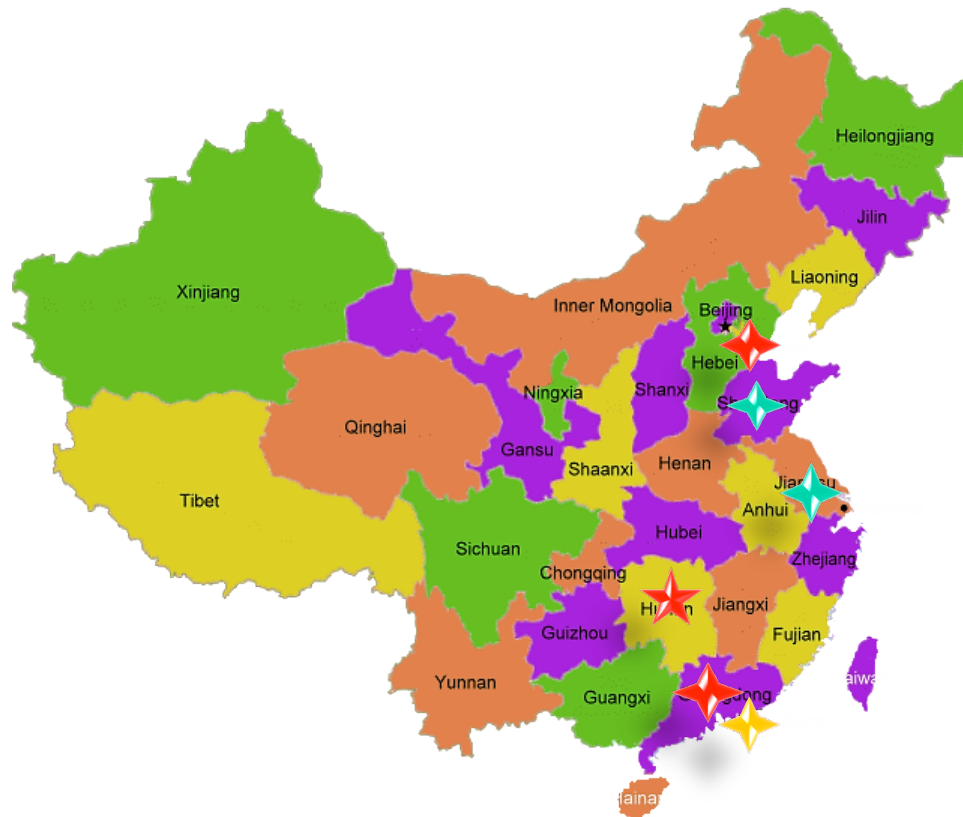 Heilongjiang
Jilin
Liaoning
Xinjiang
Inner Mongolia
Beijing
Hebei
Shanxi
Ningxia
Qinghai
Gansu
Henan
Shaanxi
Tibet
Anhui
Hubei
Sichuan
Zhejiang
Chongqing
Jiangxi
Guizhou
Fujian
Yunnan
Guangxi